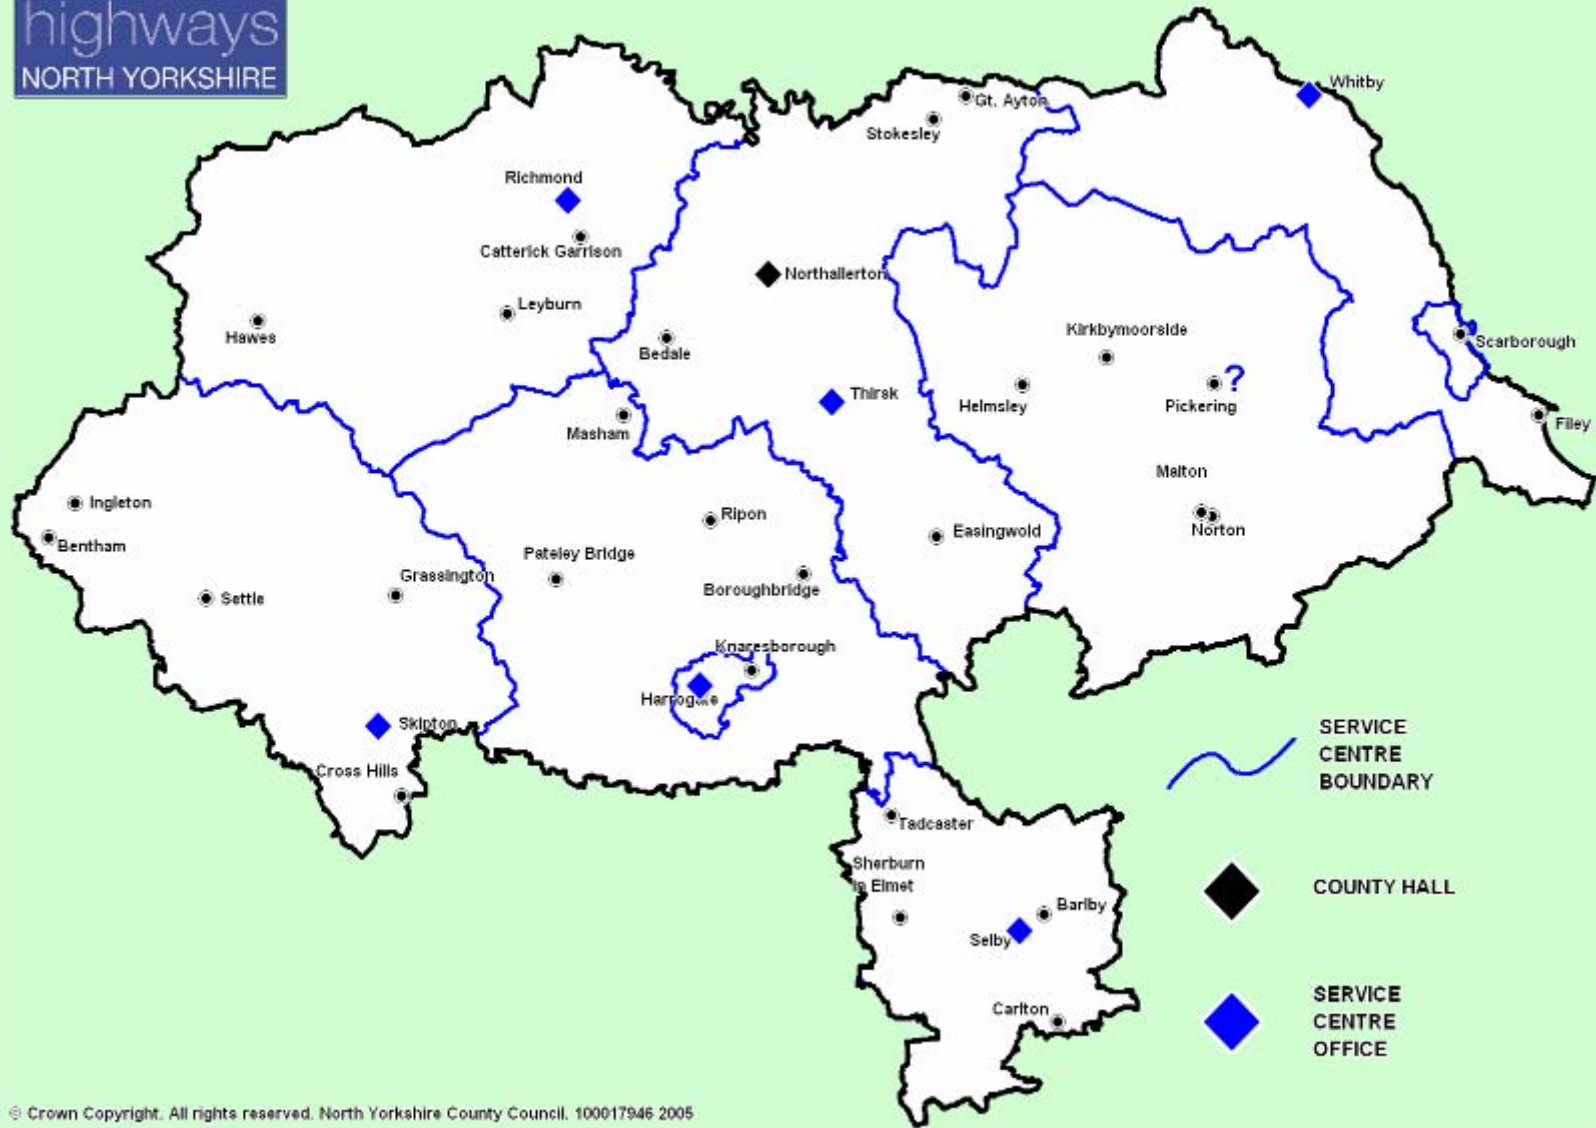 highways
NORTH YORKSHIRE
Whitby
Gt. Ayton
Stokesley
Richmond
Catterick Garrison
Northallerton
Leyburn
Hawes
Bedale
Kirkbymoorside
Scarborough
?
Thirsk
Helmsley
Pickering
Filey
Masham
Malton
Ingleton
Ripon
Easingwold
Norton
Bentham
Pateley Bridge
Grassington
Boroughbridge
Settle
Knaresborough
Harrogate
Skipton
Cross Hills
SERVICE
CENTRE
BOUNDARY
Tadcaster
Sherburn
in Elmet
COUNTY HALL
Barlby
Selby
Carlton
SERVICE
CENTRE
OFFICE
© Crown Copyright. All rights reserved. North Yorkshire County Council. 100017946 2005